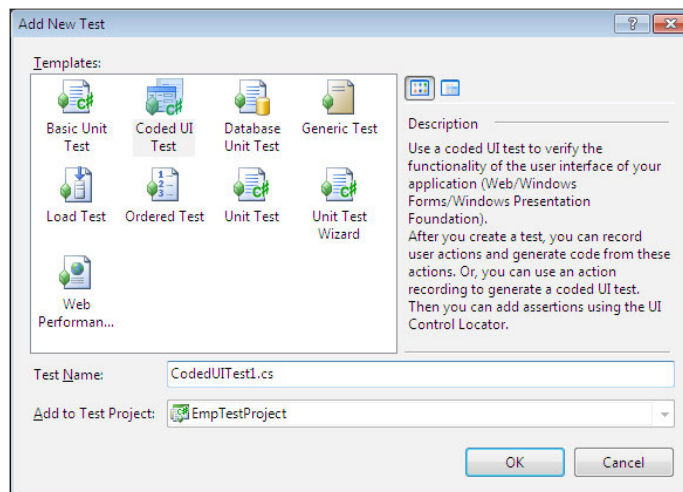 Add New Test
Templates:
Basic Unit
Test
Coded UI
Test
Database
Unit Test
Generic Test
Load Test
Ordered Test
Unit Test
Unit Test
Wizard
Web
Performan...
Description
Use a coded UI test to verify the
functionality of the user interface of your
application (Web/Windows
Forms/Windows Presentation
Foundation).
After you create a test, you can record
user actions and generate code from these
actions. Or, you can use an action
recording to generate a coded UI test.
Then you can add assertions using the UI
Control Locator.
Test Name:
CodedUITest1.cs
Add to Test Project:
EmpTestProject
OK
Cancel